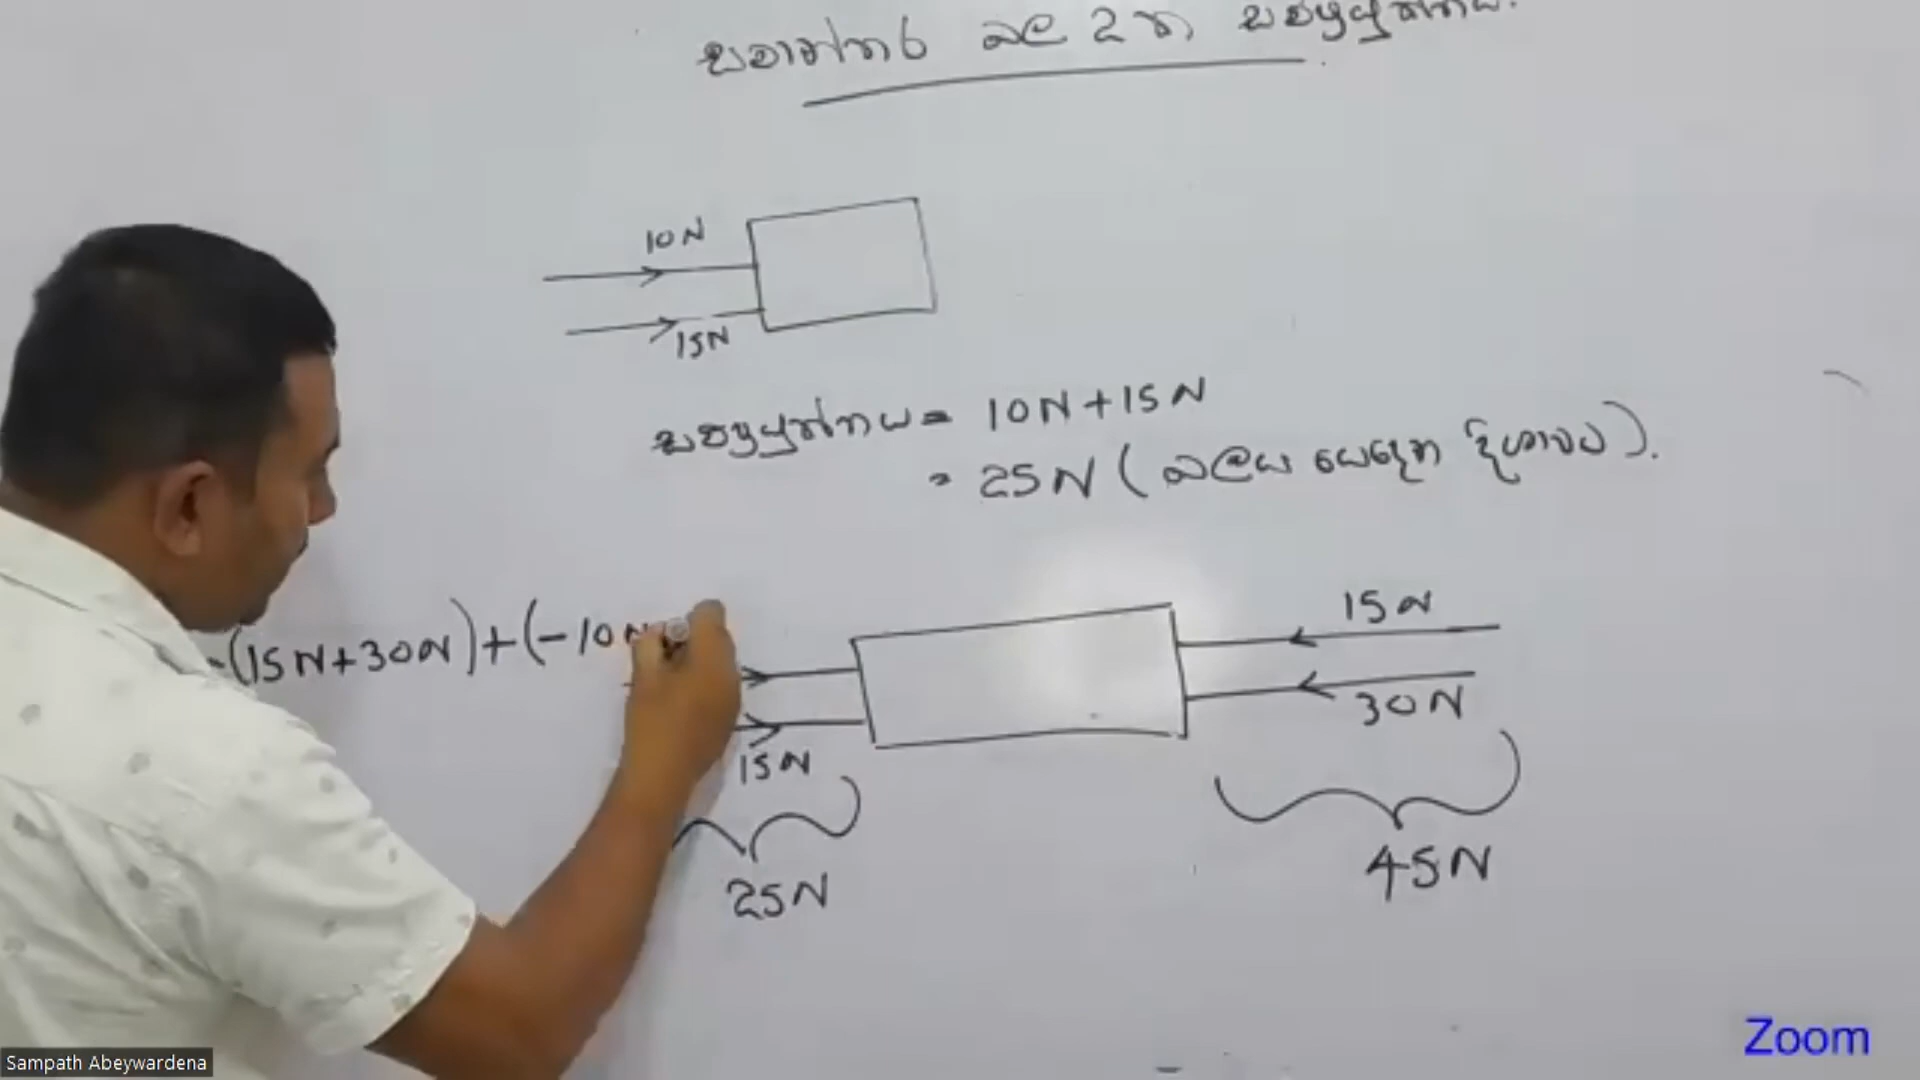 සමාන්තර බල 2 ක සම්ප්‍රයුක්තය.
10N
15N
සම්ප්‍රයුක්තය = 10N + 15N
= 25N (බලය යෙදෙන දිශාවට).
(15N+30N)+(-10N
15N
30N
15N
25N
45N
Zoom
Sampath Abeywardena